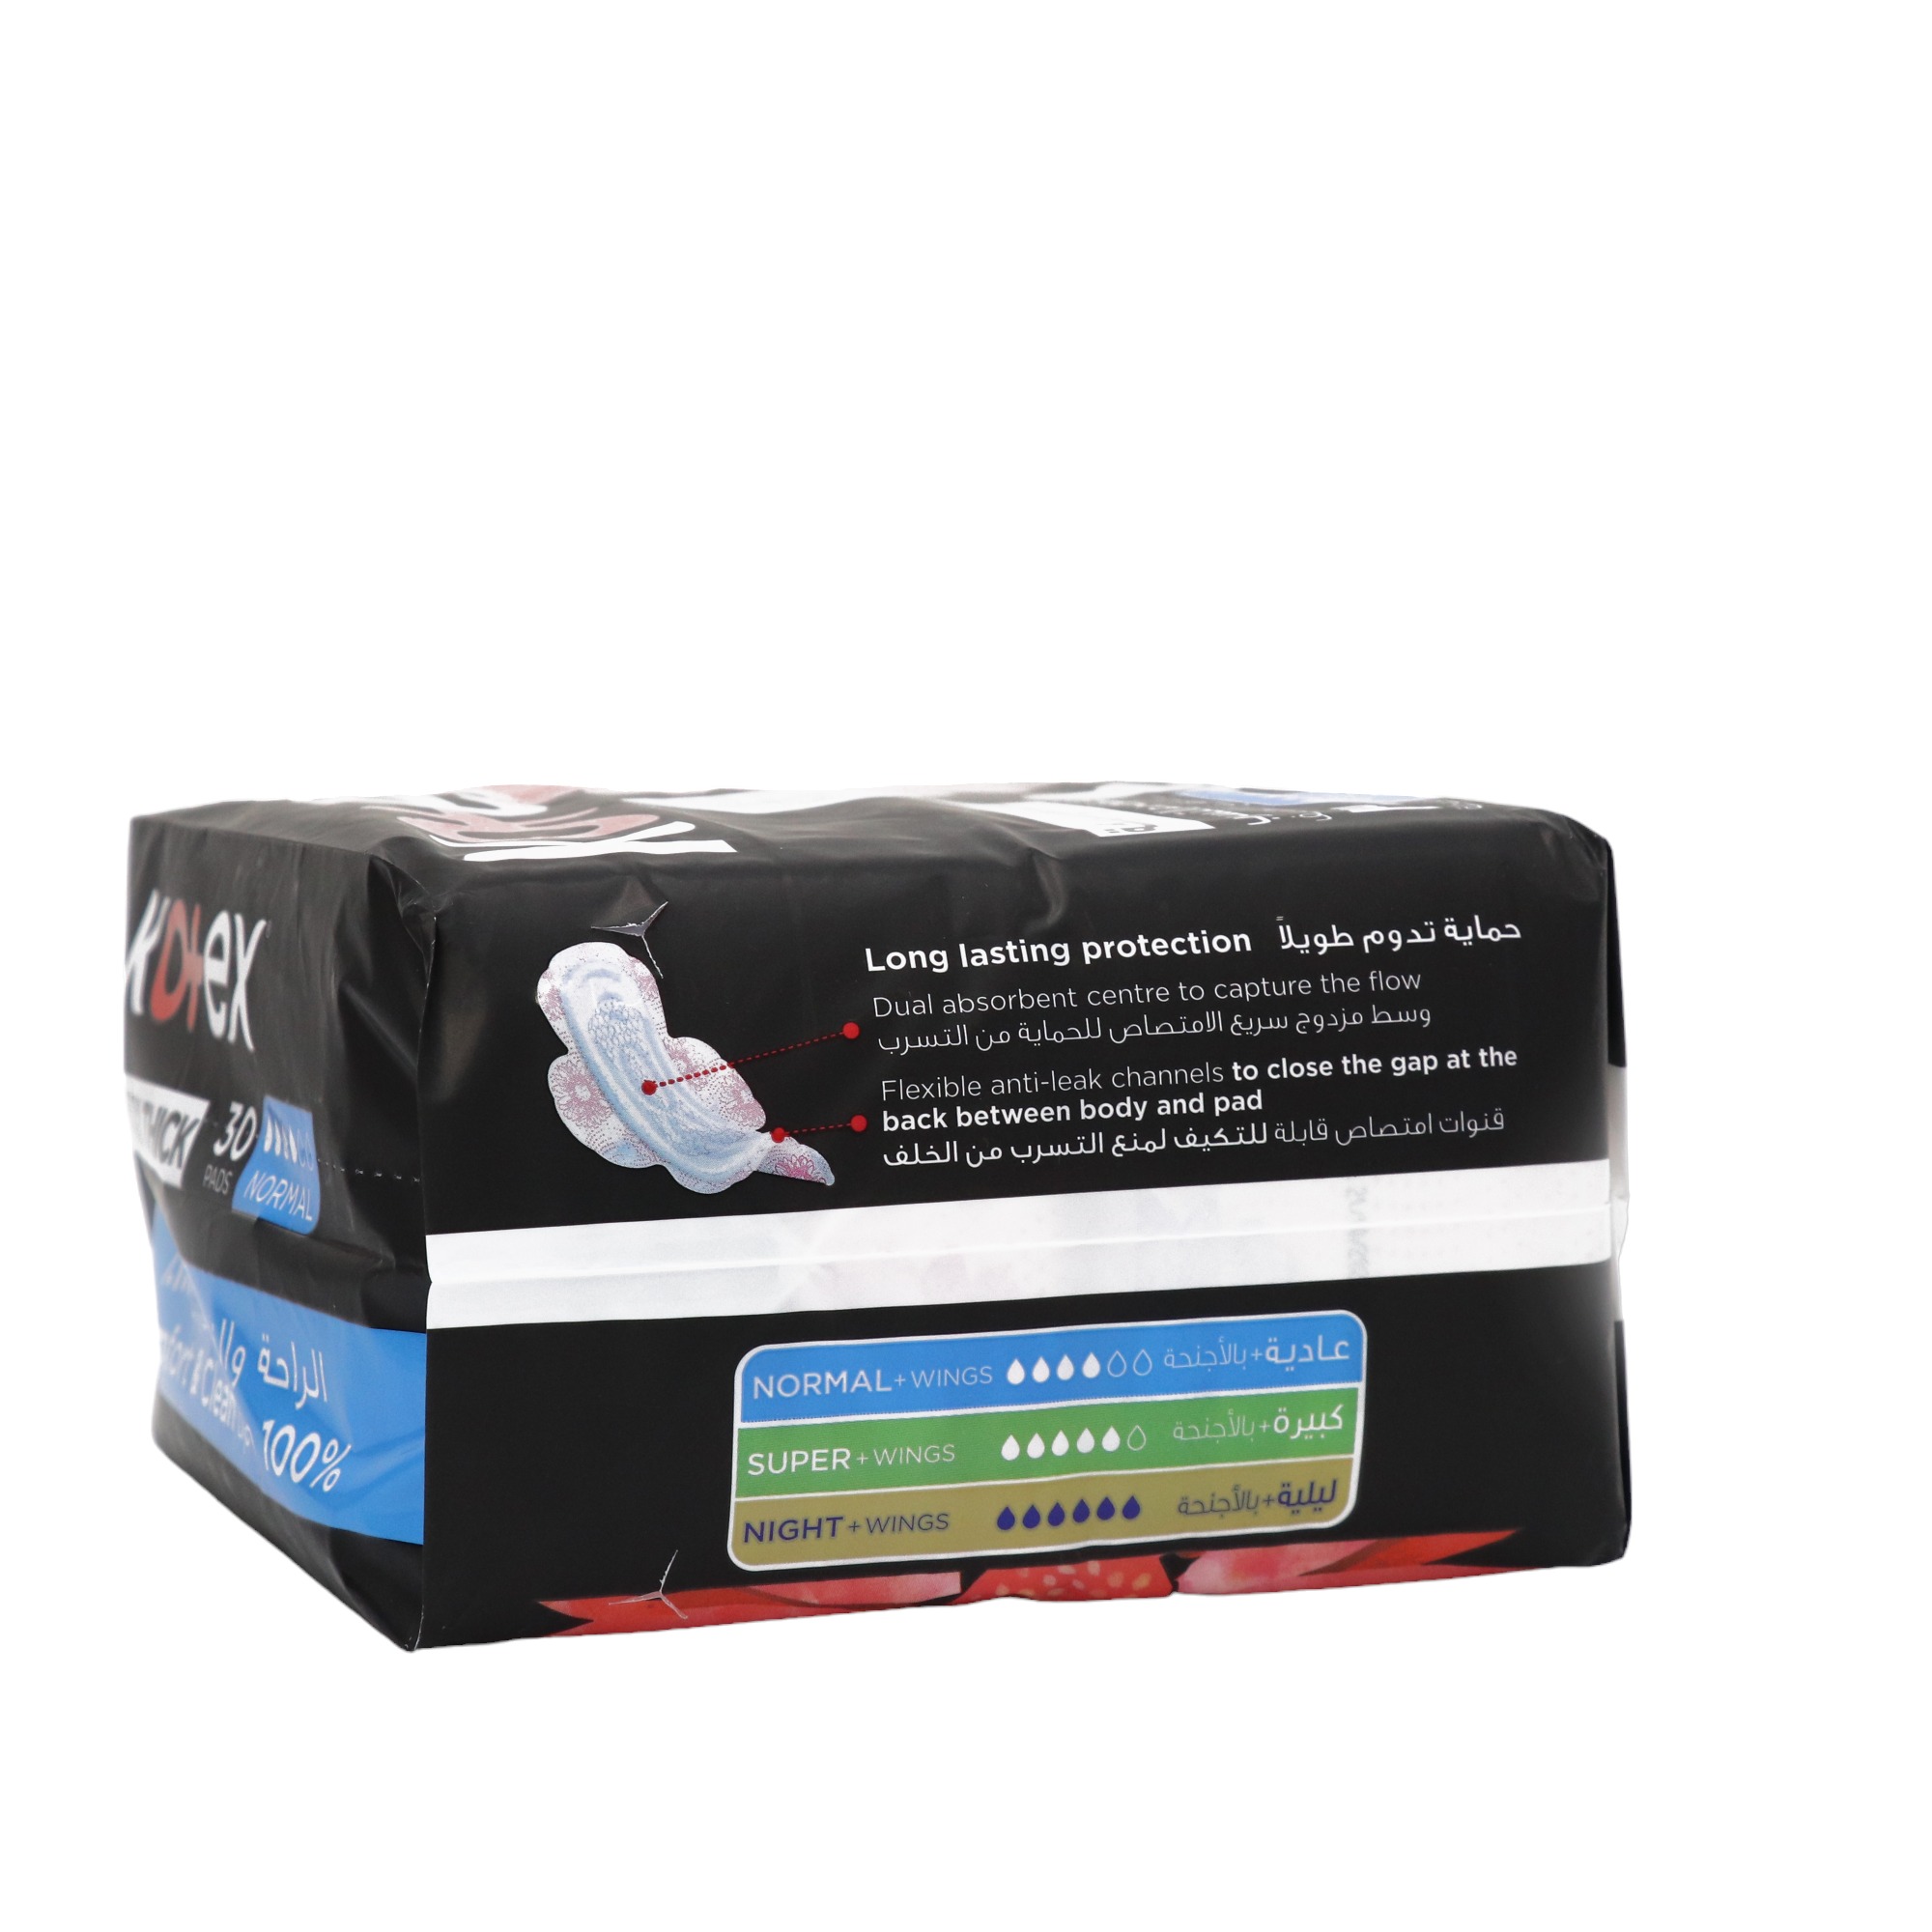 KOTEX
THICK
30
PADS
NORMAL
الراحة
100%
Long lasting protection حماية تدوم طويلاً
Dual absorbent centre to capture the flow
وسط مزدوج سريع الامتصاص للحماية من التسرب
Flexible anti-leak channels to close the gap at the
back between body and pad
قنوات امتصاص قابلة للتكيف لمنع التسرب من الخلف
NORMAL+WINGS عادية+بالأجنحة
SUPER+WINGS كبيرة+بالأجنحة
NIGHT+WINGS ليلية+بالأجنحة